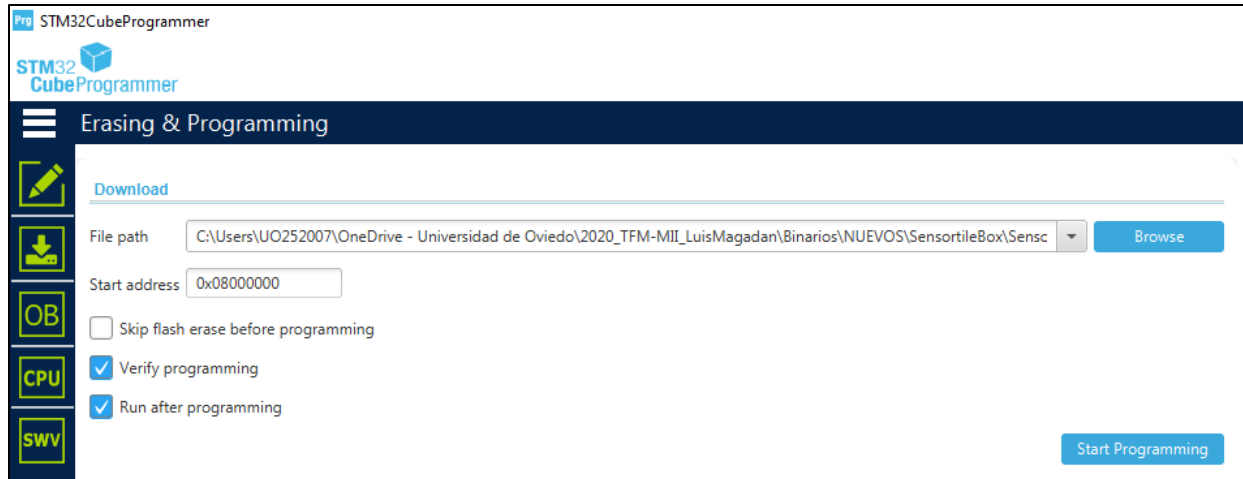 Prg STM32CubeProgrammer
STM32
CubeProgrammer
Erasing & Programming
Download
File path C:\Users\UO252007\OneDrive - Universidad de Oviedo\2020_TFM-MII_LuisMagadan\Binarios\NUEVOS\SensortileBox\Sensc Browse
Start address 0x08000000
OB Skip flash erase before programming
CPU Verify programming
Run after programming
SWV Start Programming